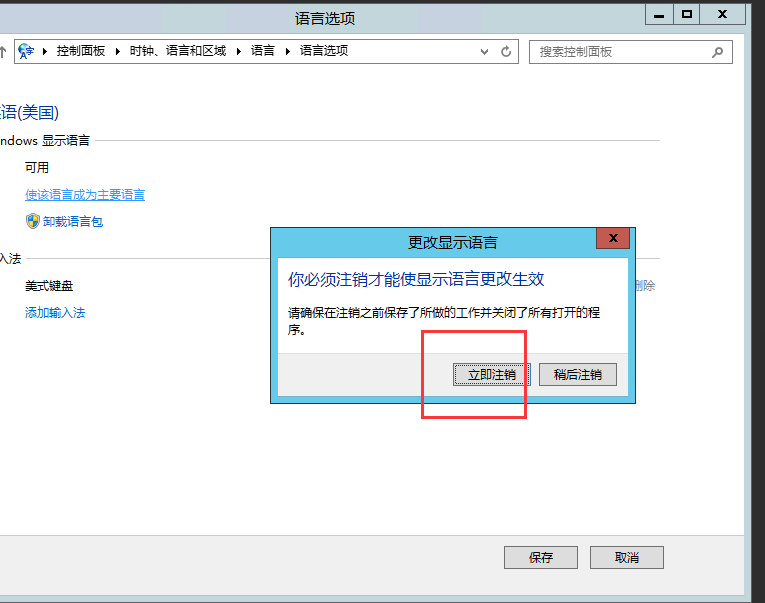 语言选项
控制面板 时钟、语言和区域 语言 语言选项
搜索控制面板
语(美国)
ndows 显示语言
可用
使该语言成为主要语言
卸载语言包
入法
美式键盘
删除
添加输入法
更改显示语言
你必须注销才能使显示语言更改生效
请确保在注销之前保存了所做的工作并关闭了所有打开的程
序。
立即注销 稍后注销
保存 取消